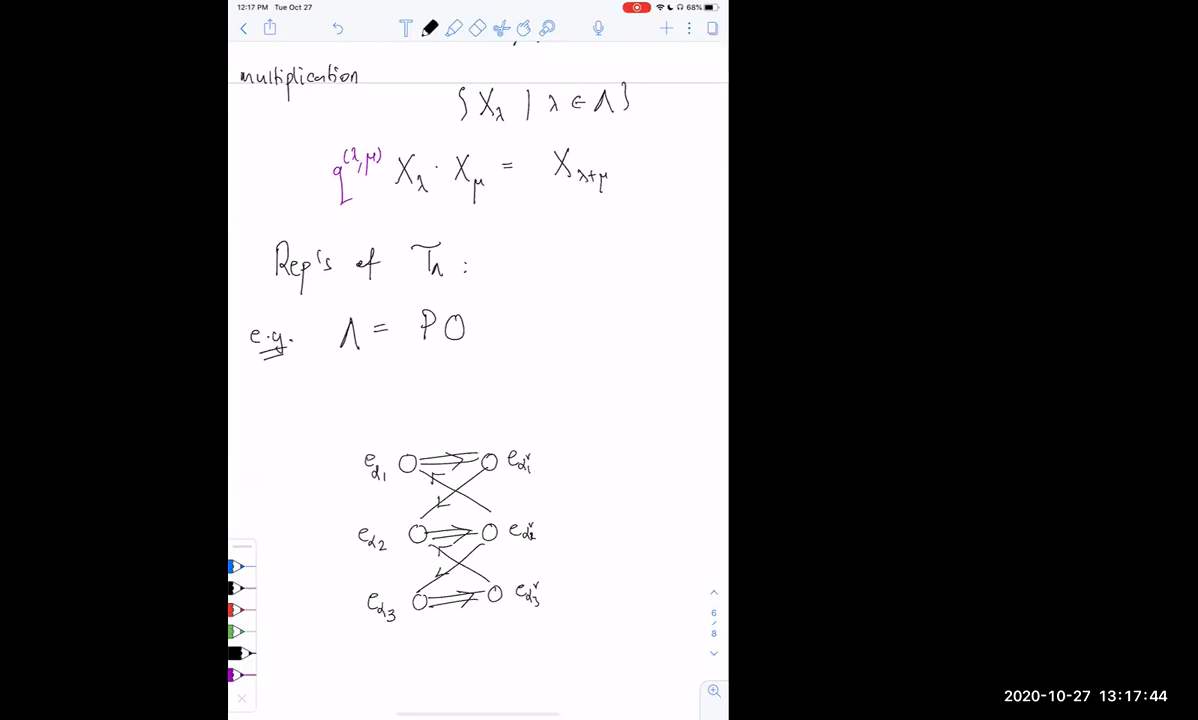 12:17 PM Tue Oct 27
68%
multiplication
{ X_λ | λ ∈ Λ }
q^(λ,μ) X_λ · X_μ = X_λ+μ
Rep's of T_Λ :
e.g. Λ = P O
e_α1 e_α1^v
e_α2 e_α2^v
e_α3 e_α3^v
6
/
8
2020-10-27 13:17:44